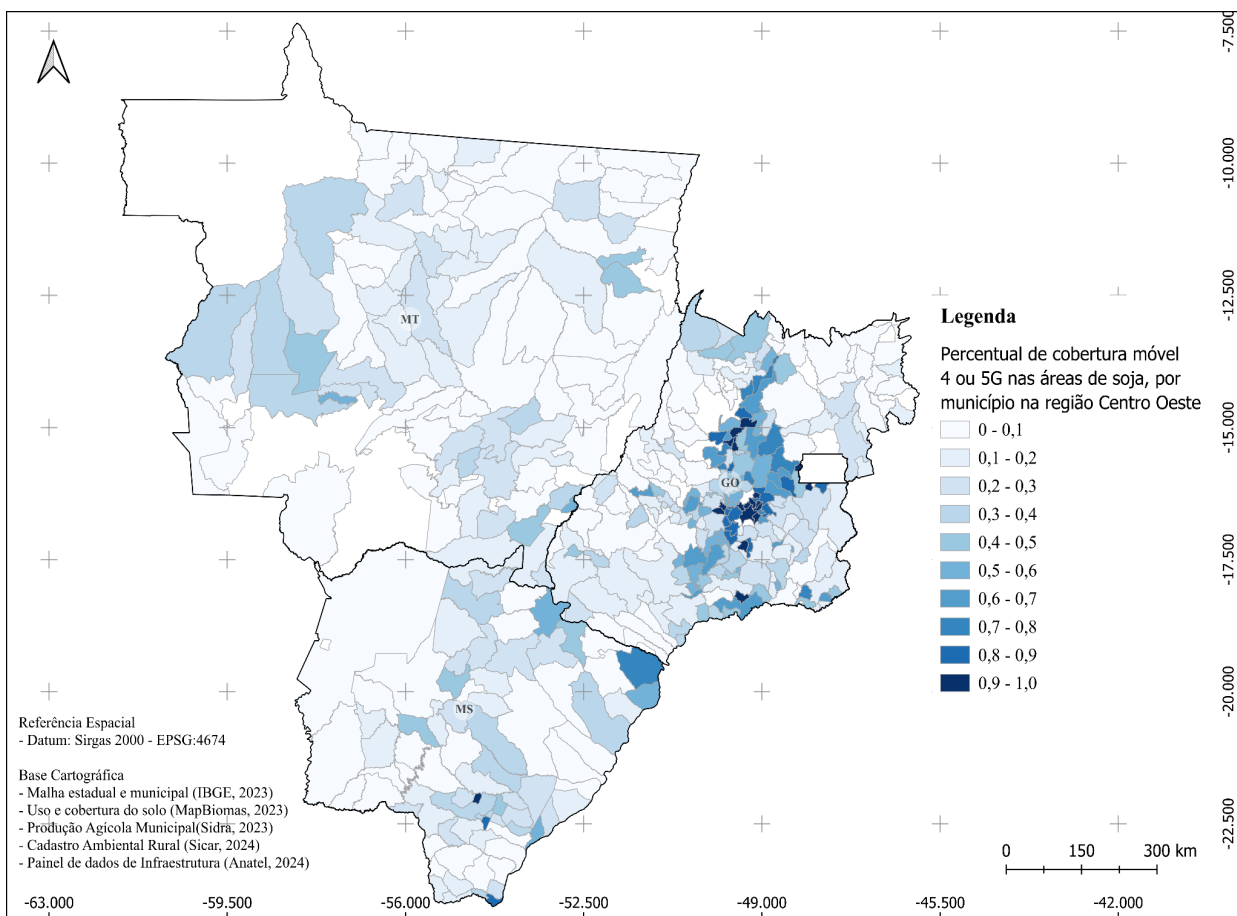 -7.500
-10.000
-12.500
-15.000
-17.500
-20.000
-22.500
MT
GO
MS
Legenda
Percentual de cobertura móvel
4 ou 5G nas áreas de soja, por
município na região Centro Oeste
0 - 0,1
0,1 - 0,2
0,2 - 0,3
0,3 - 0,4
0,4 - 0,5
0,5 - 0,6
0,6 - 0,7
0,7 - 0,8
0,8 - 0,9
0,9 - 1,0
Referência Espacial
- Datum: Sirgas 2000 - EPSG:4674
Base Cartográfica
- Malha estadual e municipal (IBGE, 2023)
- Uso e cobertura do solo (MapBiomas, 2023)
- Produção Agícola Municipal(Sidra, 2023)
- Cadastro Ambiental Rural (Sicar, 2024)
- Painel de dados de Infraestrutura (Anatel, 2024)
0 150 300 km
-63.000 -59.500 -56.000 -52.500 -49.000 -45.500 -42.000